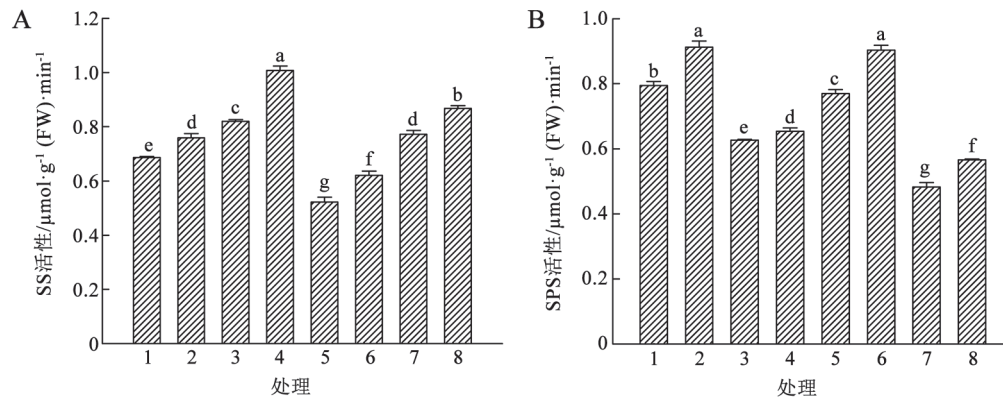 A
SS活性/μmol·g⁻¹ (FW)·min⁻¹
1.2
1.0
0.8
0.6
0.4
0.2
0
e d c a g f d b
1 2 3 4 5 6 7 8
处理
B
SPS活性/μmol·g⁻¹ (FW)·min⁻¹
1.0
0.8
0.6
0.4
0.2
0
b a e d c a g f
1 2 3 4 5 6 7 8
处理